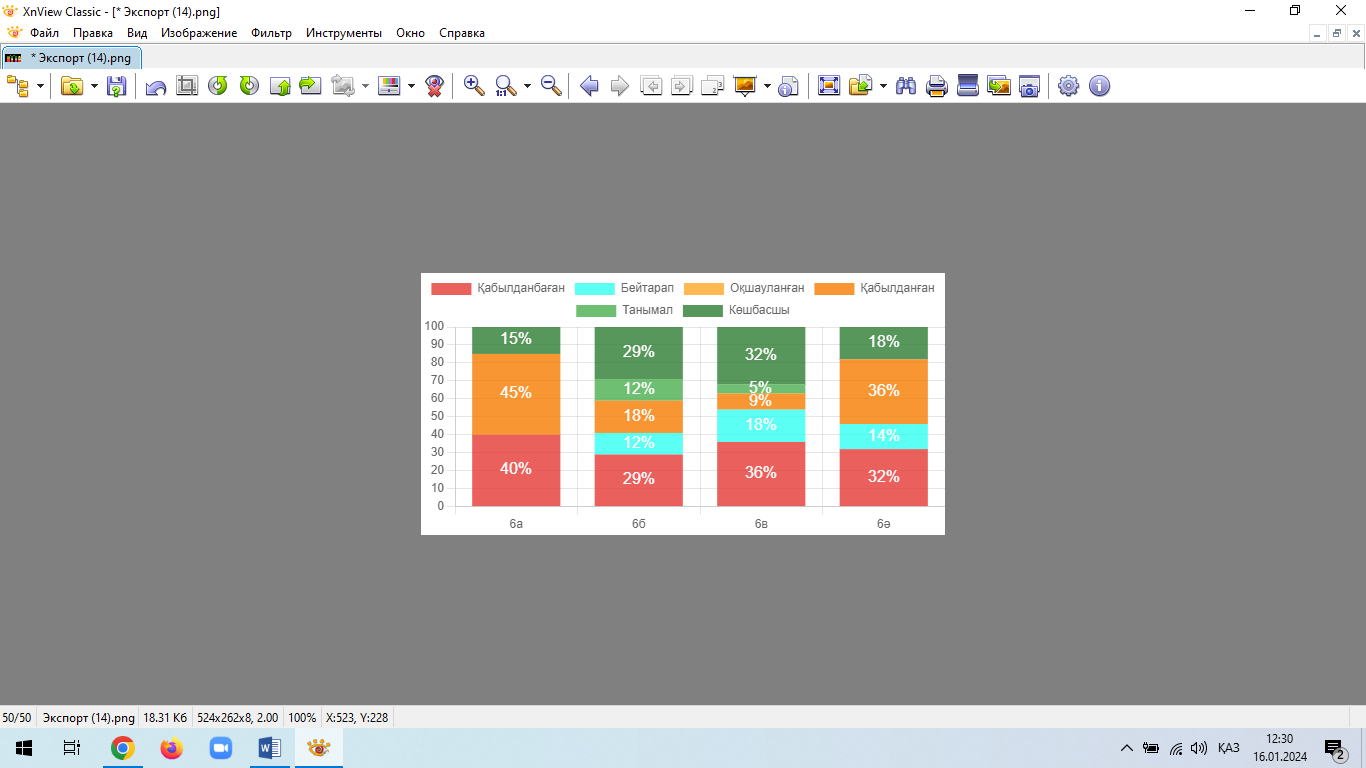 XnView Classic - [* Экспорт (14).png]
Файл Правка Вид Изображение Фильтр Инструменты Окно Справка
* Экспорт (14).png
Қабылданбаған Бейтарап Оқшауланған Қабылданған
Танымал Көшбасшы
100
90
80
70
60
50
40
30
20
10
0
15% 29% 32% 18%
45% 12% 5% 36%
18% 9%
12% 18% 14%
40% 29% 36% 32%
6а 6б 6в 6ә
50/50 Экспорт (14).png 18.31 Кб 524x262x8, 2.00 100% X:523, Y:228
ҚАЗ 12:30
16.01.2024 2